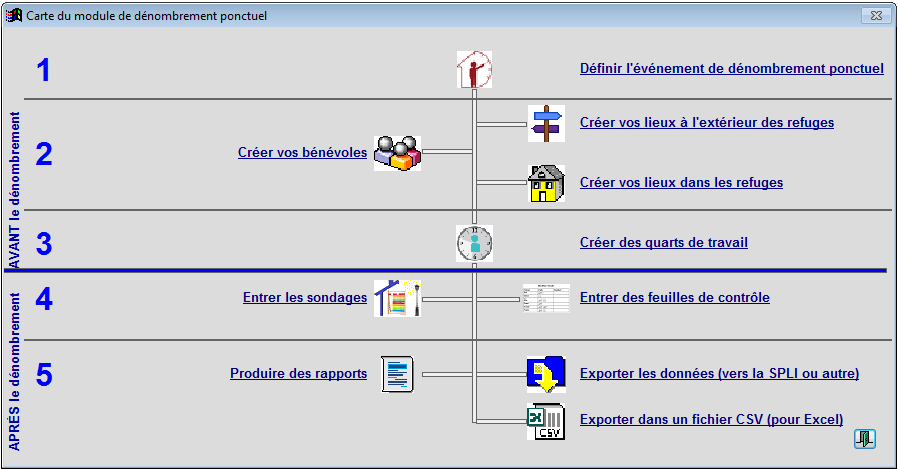 Carte du module de dénombrement ponctuel
1
Définir l'événement de dénombrement ponctuel
AVANT le dénombrement
2
Créer vos bénévoles
Créer vos lieux à l'extérieur des refuges
Créer vos lieux dans les refuges
3
Créer des quarts de travail
APRÈS le dénombrement
4
Entrer les sondages
Entrer des feuilles de contrôle
5
Produire des rapports
Exporter les données (vers la SPLI ou autre)
CSV
Exporter dans un fichier CSV (pour Excel)